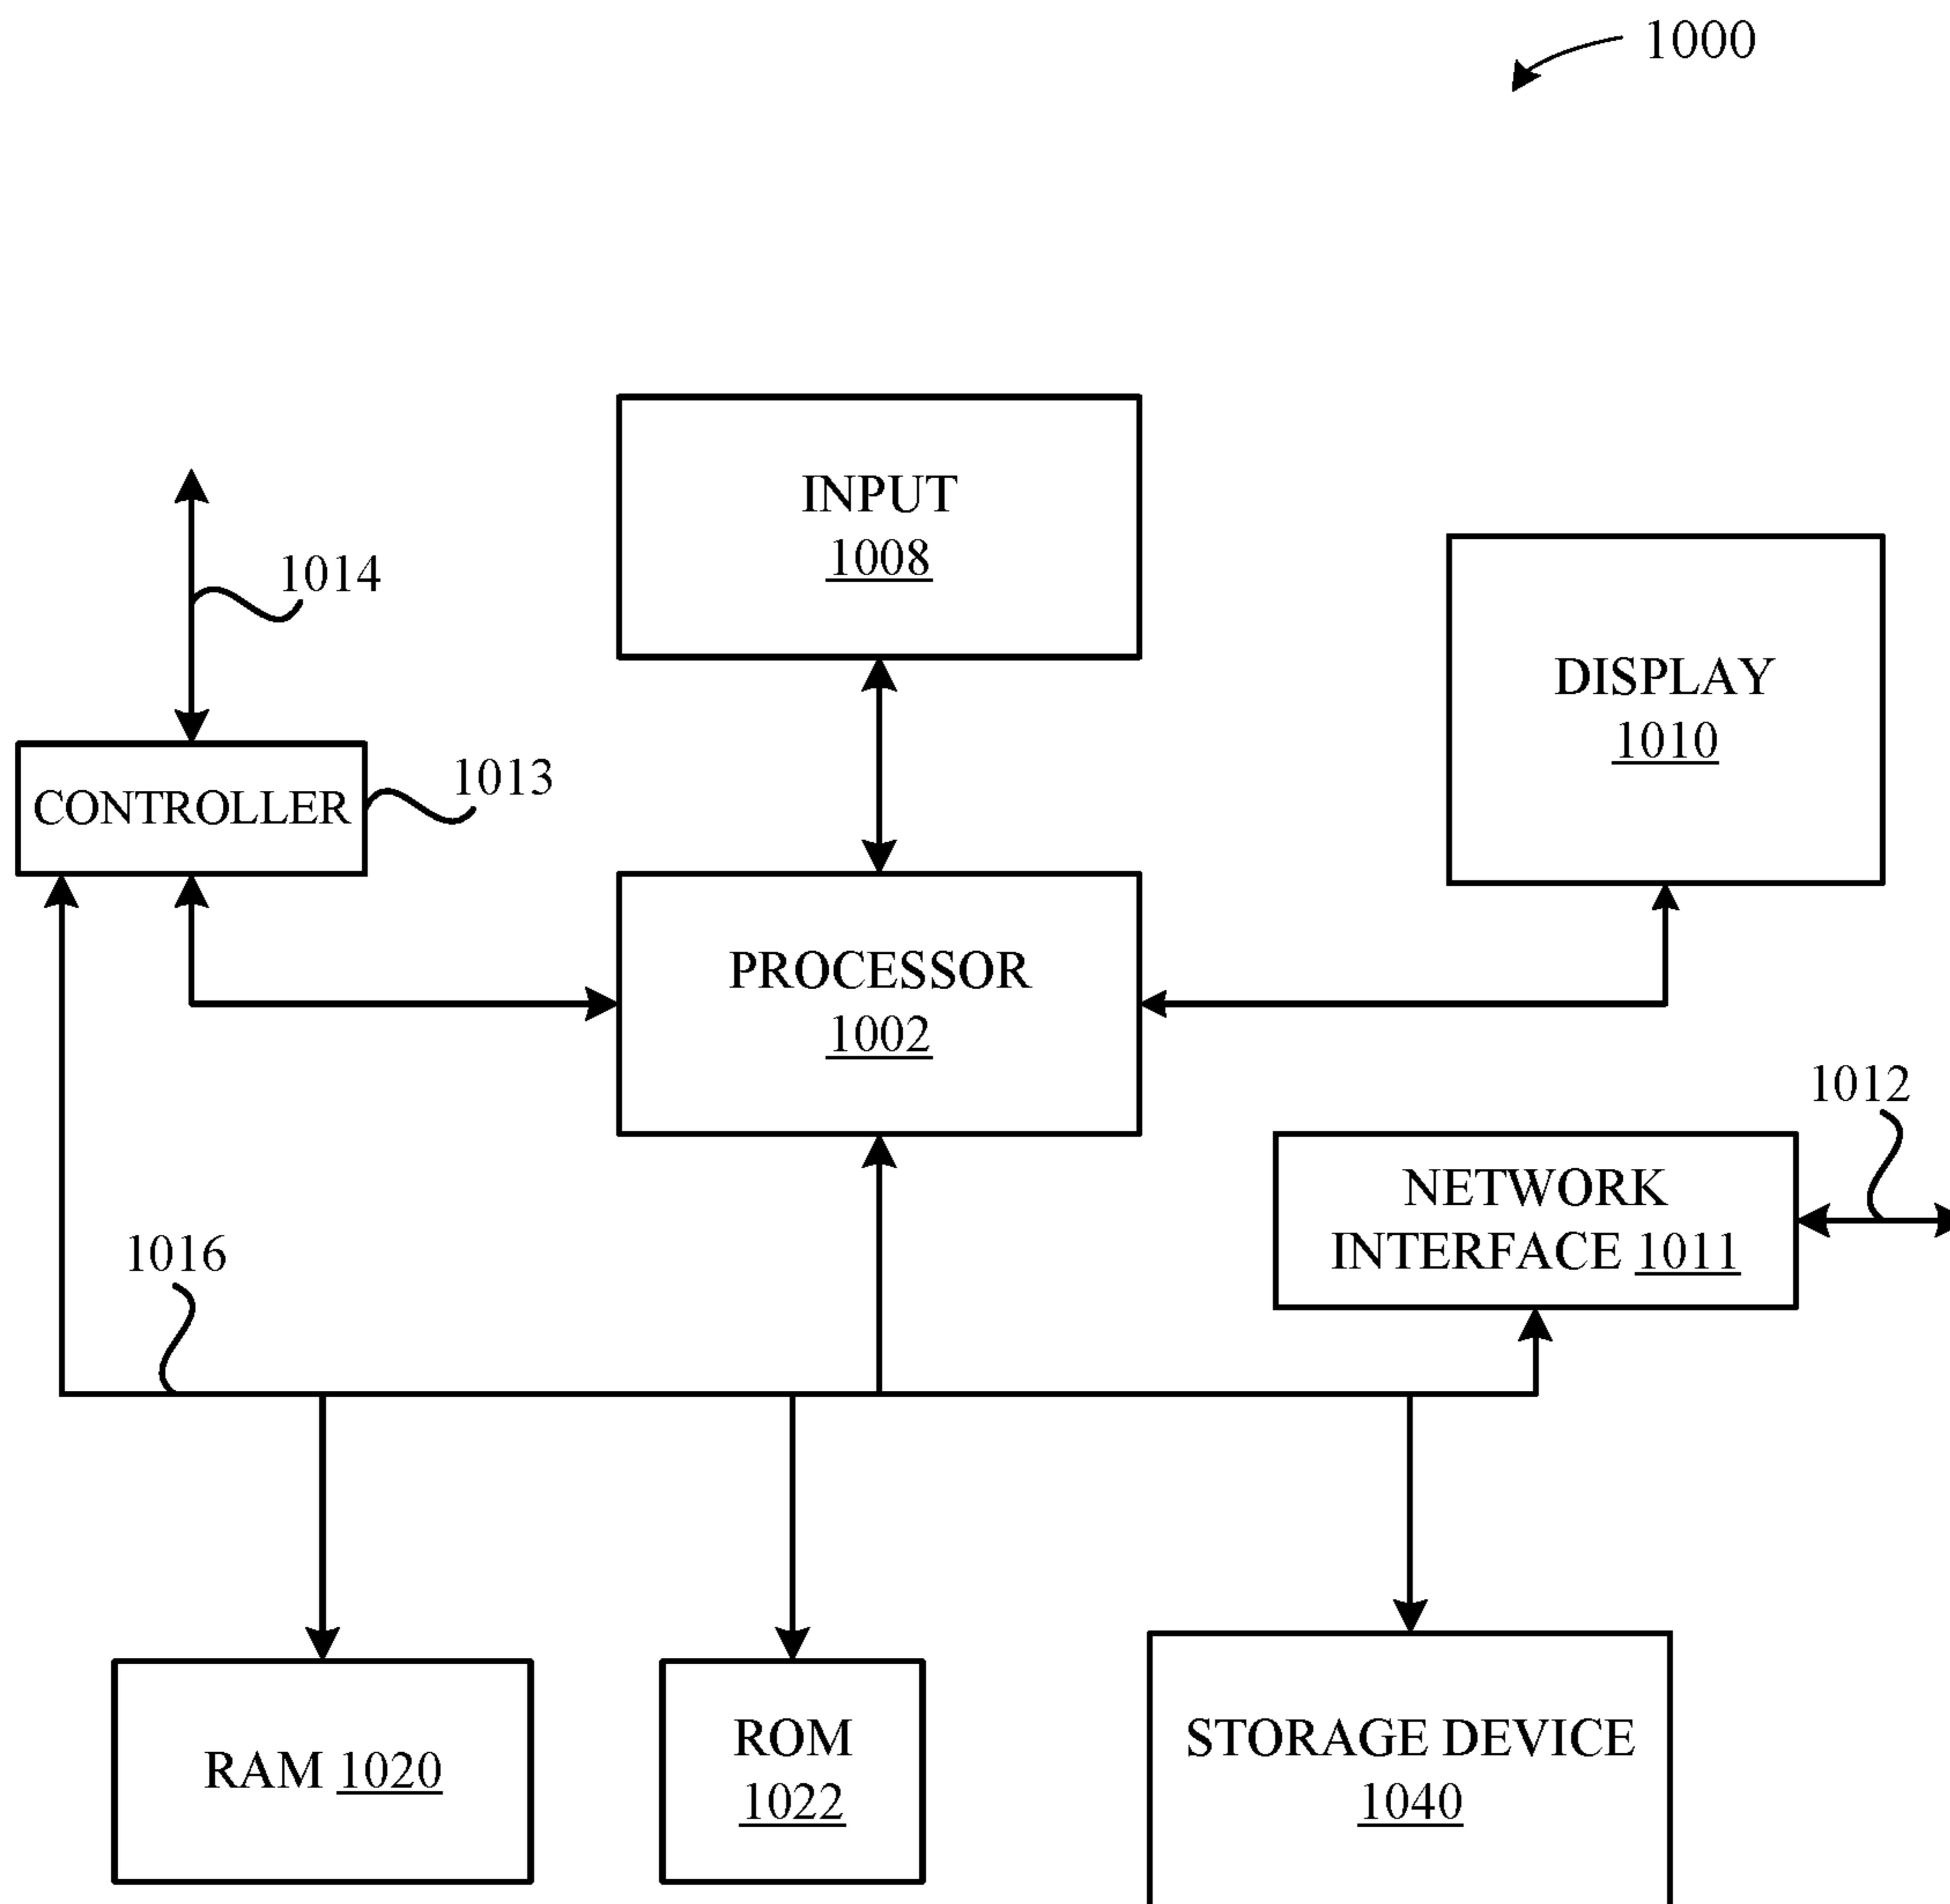 1000
INPUT
1008
1014
DISPLAY
1010
1013
CONTROLLER
PROCESSOR
1002
1012
NETWORK
INTERFACE 1011
1016
RAM 1020
ROM
1022
STORAGE DEVICE
1040